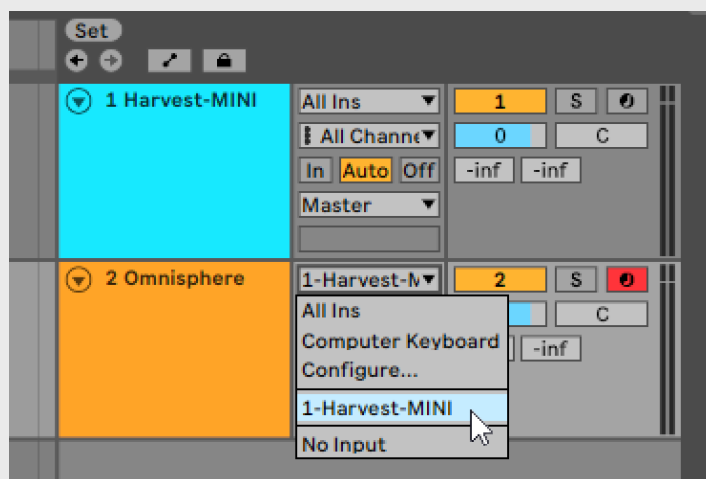 Set
1 Harvest-MINI
All Ins
1
S
All Channe
0
C
In Auto Off
-inf -inf
Master
2 Omnisphere
1-Harvest-M
2
S
All Ins
C
Computer Keyboard
-inf
Configure...
1-Harvest-MINI
No Input